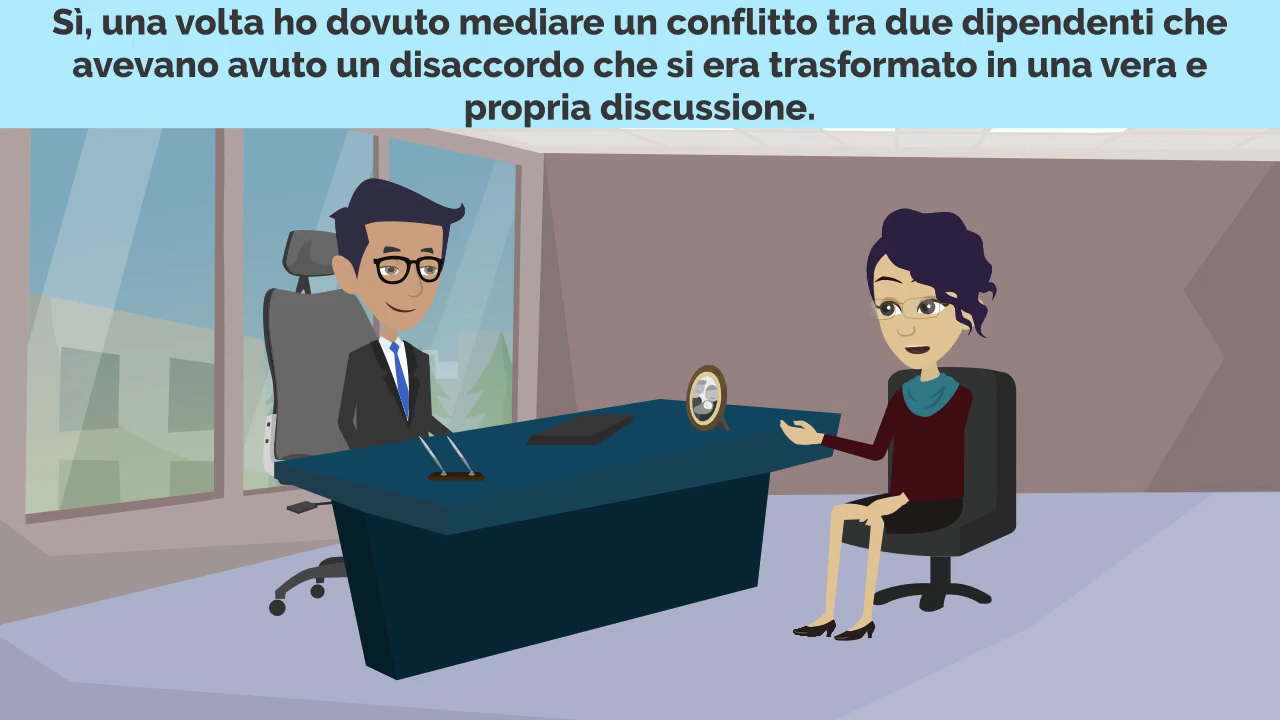 Sì, una volta ho dovuto mediare un conflitto tra due dipendenti che
avevano avuto un disaccordo che si era trasformato in una vera e
propria discussione.